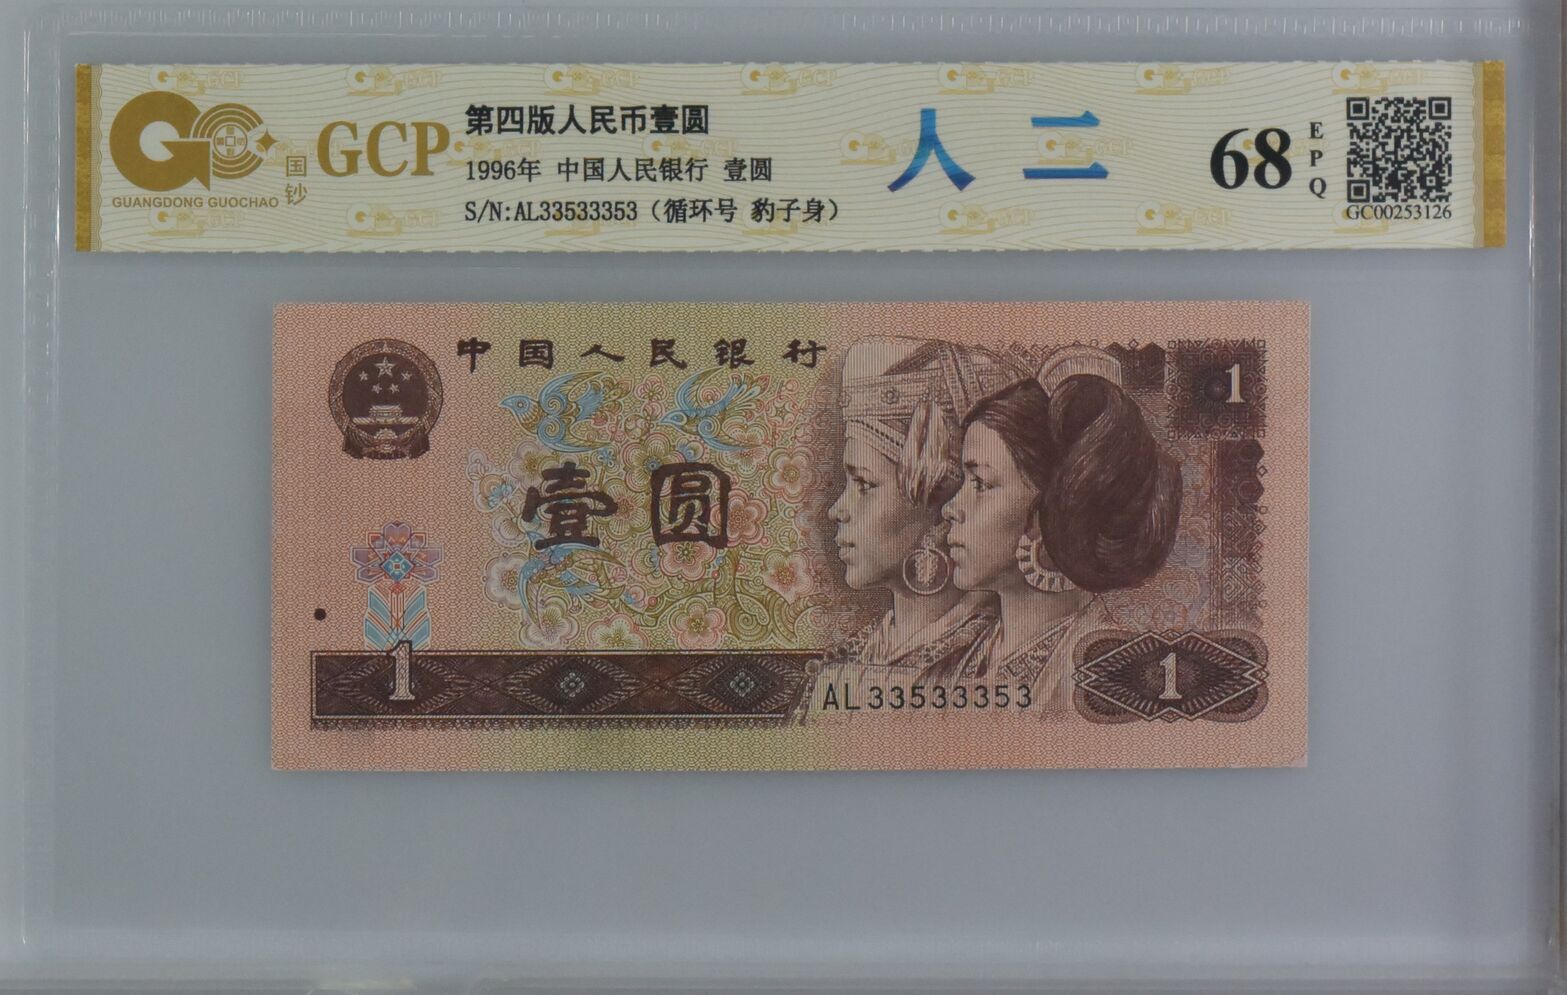 GCP
国钞
GUANGDONG GUOCHAO
第四版人民币壹圆
1996年 中国人民银行 壹圆
S/N:AL33533353（循环号 豹子身）
人二
68
EPQ
GC00253126
中国人民银行
1
壹圆
1
1
AL33533353